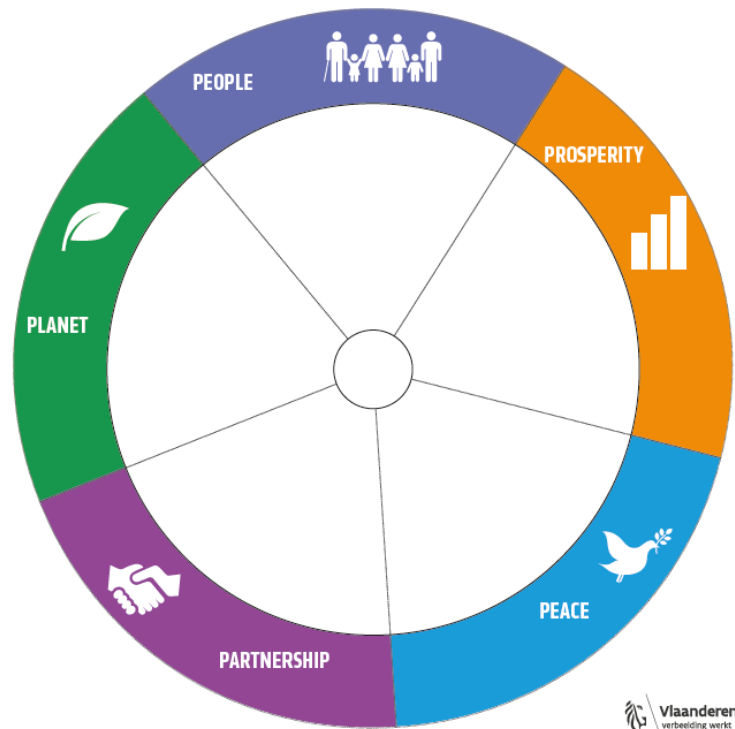 PEOPLE
PROSPERITY
PLANET
PEACE
PARTNERSHIP
Vlaanderen
verbeelding werkt